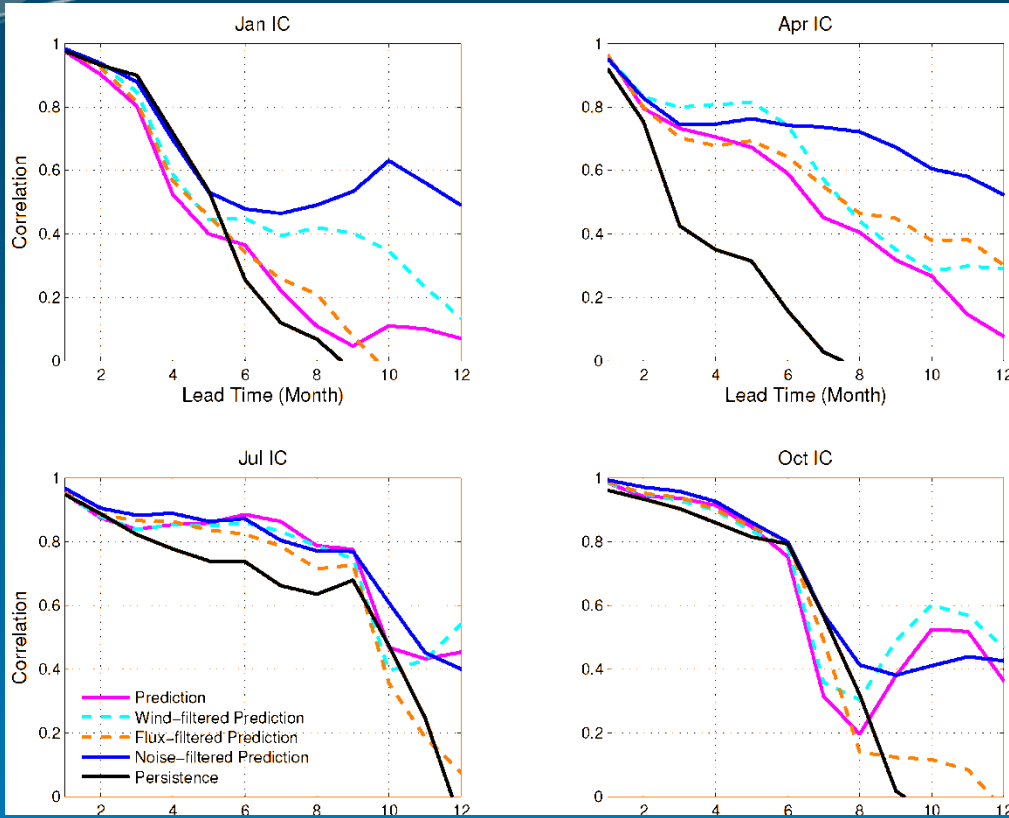 Jan IC
Apr IC
1
0.8
0.6
0.4
0.2
0
Correlation
2 4 6 8 10 12
Lead Time (Month)
1
0.8
0.6
0.4
0.2
0
2 4 6 8 10 12
Lead Time (Month)
Jul IC
Oct IC
1
0.8
0.6
0.4
0.2
0
Correlation
Prediction
Wind-filtered Prediction
Flux-filtered Prediction
Noise-filtered Prediction
Persistence
2 4 6 8 10 12
1
0.8
0.6
0.4
0.2
0
2 4 6 8 10 12